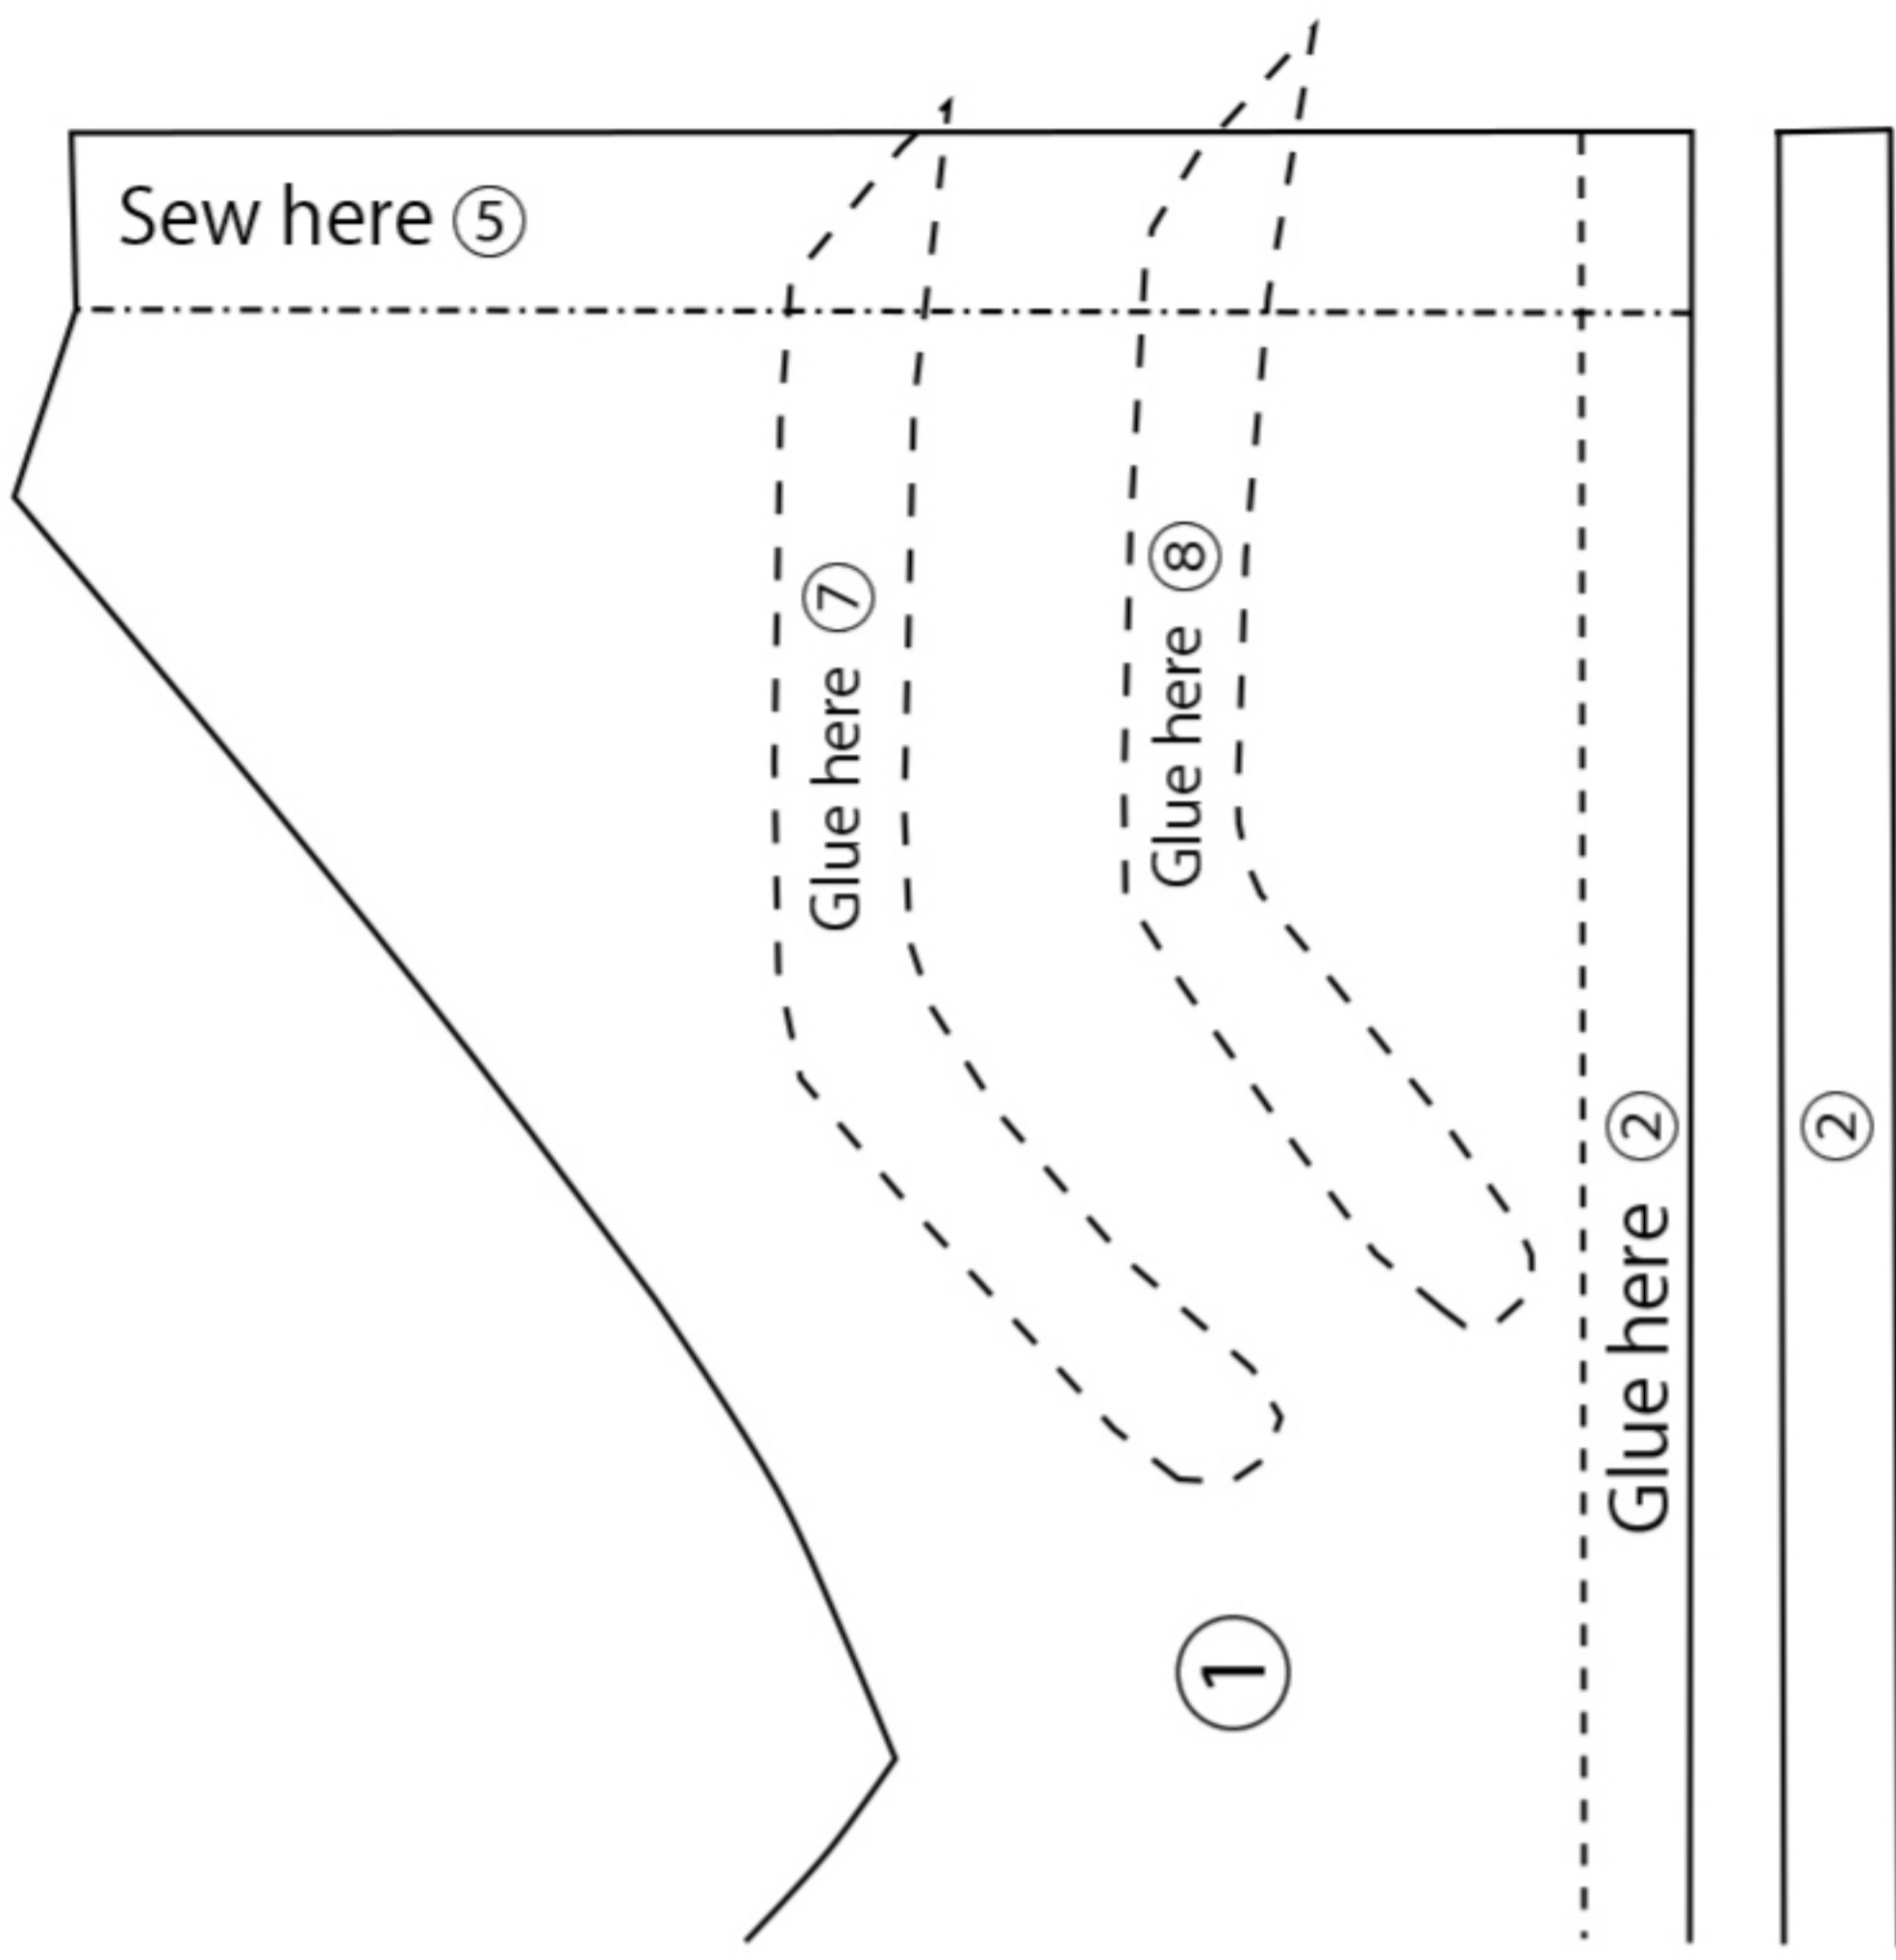 Sew here ⑤
Glue here ⑦
Glue here ⑧
Glue here ②
②
①